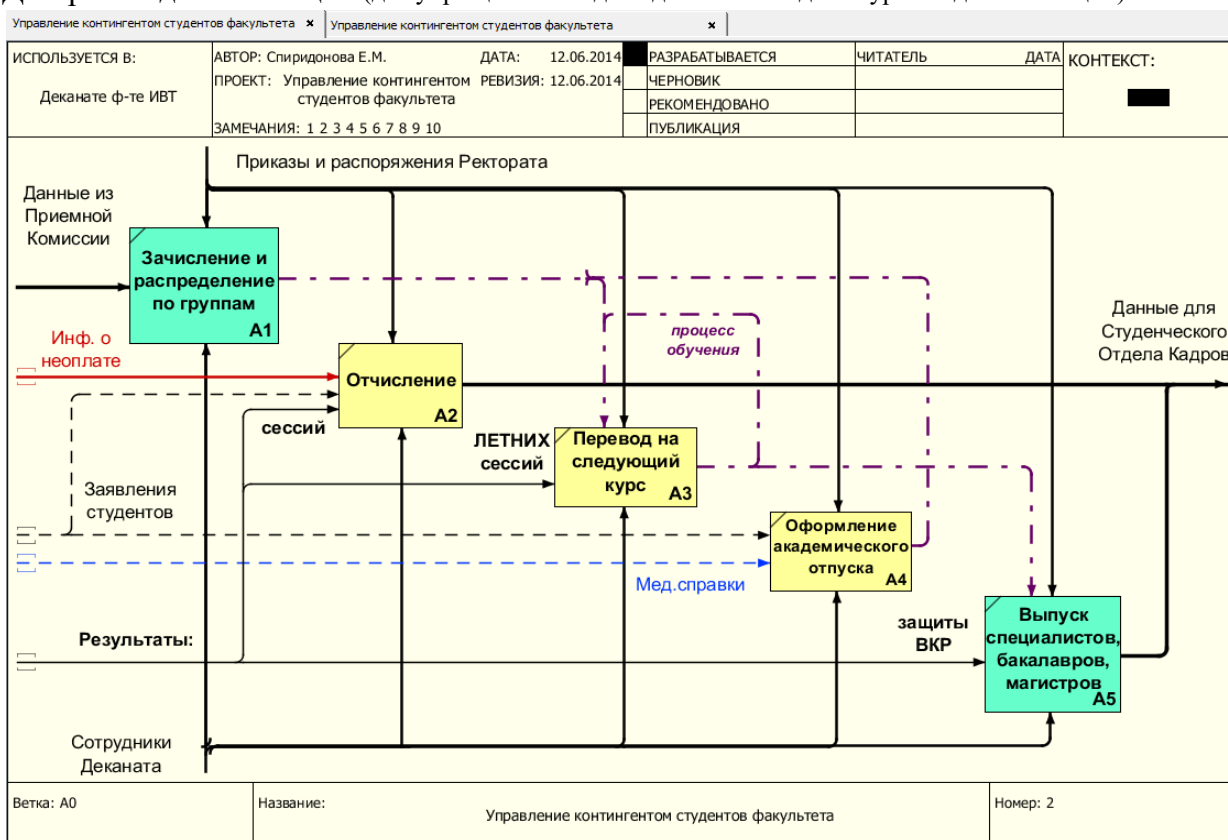 Управление контингентом студентов факультета ×
Управление контингентом студентов факультета ×
ИСПОЛЬЗУЕТСЯ В:
Деканате ф-те ИВТ
АВТОР: Спиридонова Е.М.
ДАТА: 12.06.2014
ПРОЕКТ: Управление контингентом
студентов факультета
РЕВИЗИЯ: 12.06.2014
ЗАМЕЧАНИЯ: 1 2 3 4 5 6 7 8 9 10
РАЗРАБАТЫВАЕТСЯ
ЧЕРНОВИК
РЕКОМЕНДОВАНО
ПУБЛИКАЦИЯ
ЧИТАТЕЛЬ
ДАТА
КОНТЕКСТ:
Приказы и распоряжения Ректората
Данные из
Приемной
Комиссии
Зачисление и
распределение
по группам
A1
Инф. о
неоплате
Отчисление
A2
сессий
процесс
обучения
Данные для
Студенческого
Отдела Кадров
ЛЕТНИХ
сессий
Перевод на
следующий
курс
A3
Заявления
студентов
Оформление
академического
отпуска
A4
Мед.справки
Результаты:
защиты
ВКР
Выпуск
специалистов,
бакалавров,
магистров
A5
Сотрудники
Деканата
Ветка: A0
Название:
Управление контингентом студентов факультета
Номер: 2